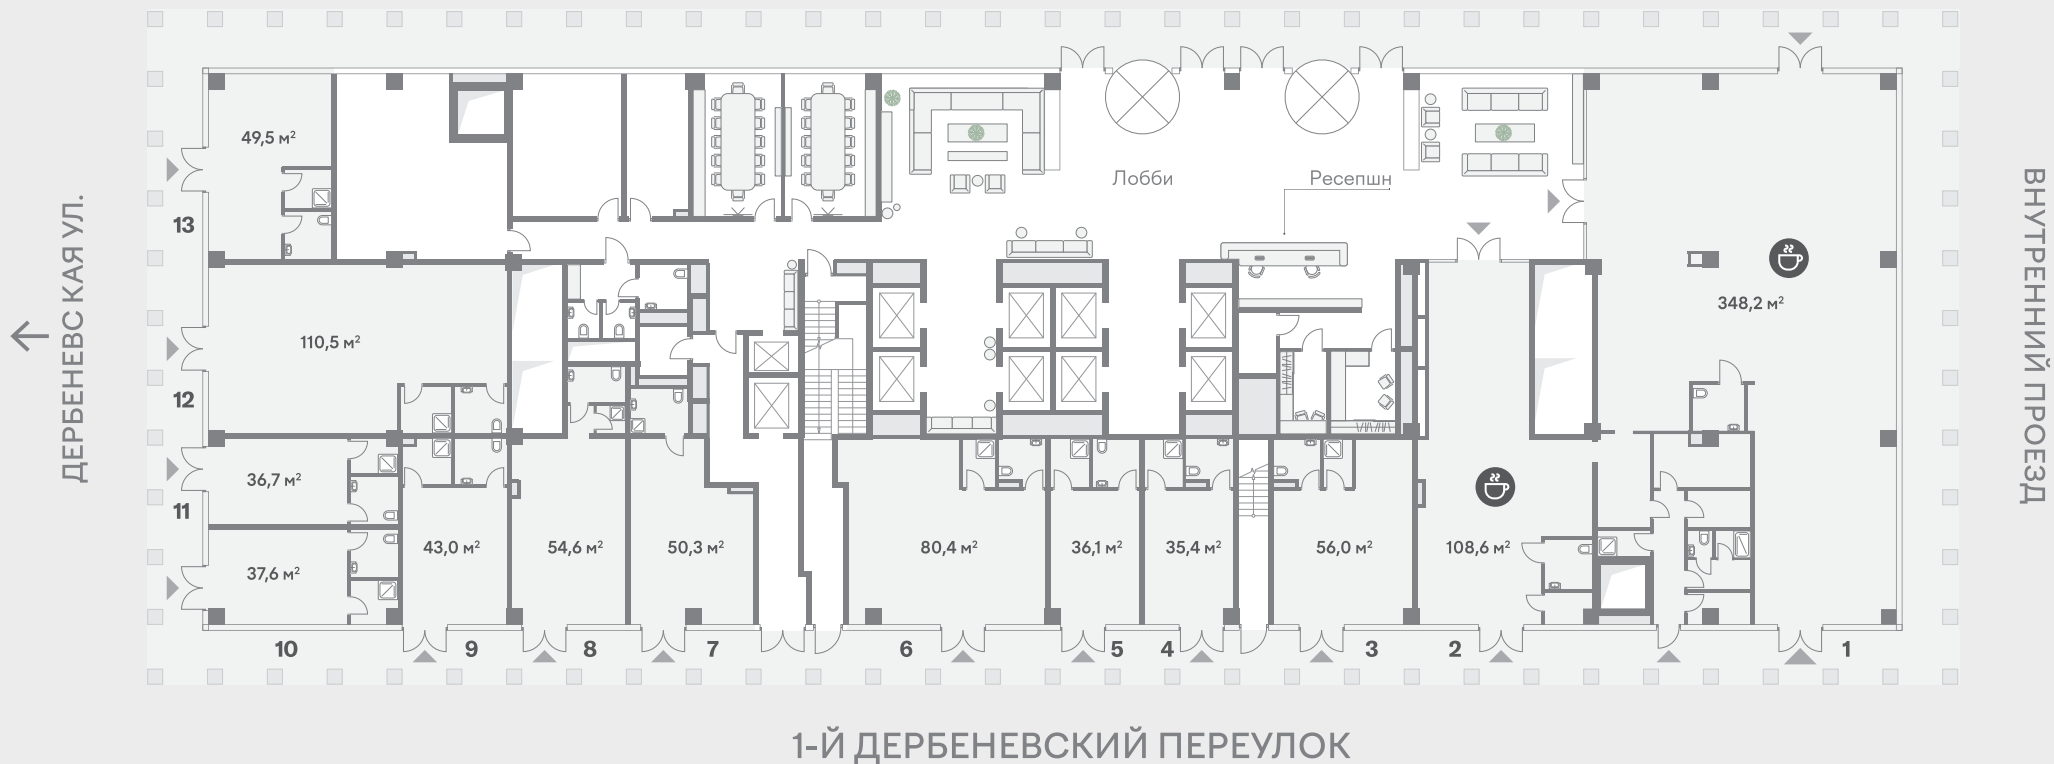 49,5 м²
Лобби
Ресепшн
13
348,2 м²
110,5 м²
12
36,7 м²
11
43,0 м²
54,6 м²
50,3 м²
80,4 м²
36,1 м²
35,4 м²
56,0 м²
108,6 м²
37,6 м²
10
9
8
7
6
5
4
3
2
1
ДЕРБЕНЕВС КАЯ УЛ.
ВНУТРЕННИЙ ПРОЕЗД
1-Й ДЕРБЕНЕВСКИЙ ПЕРЕУЛОК